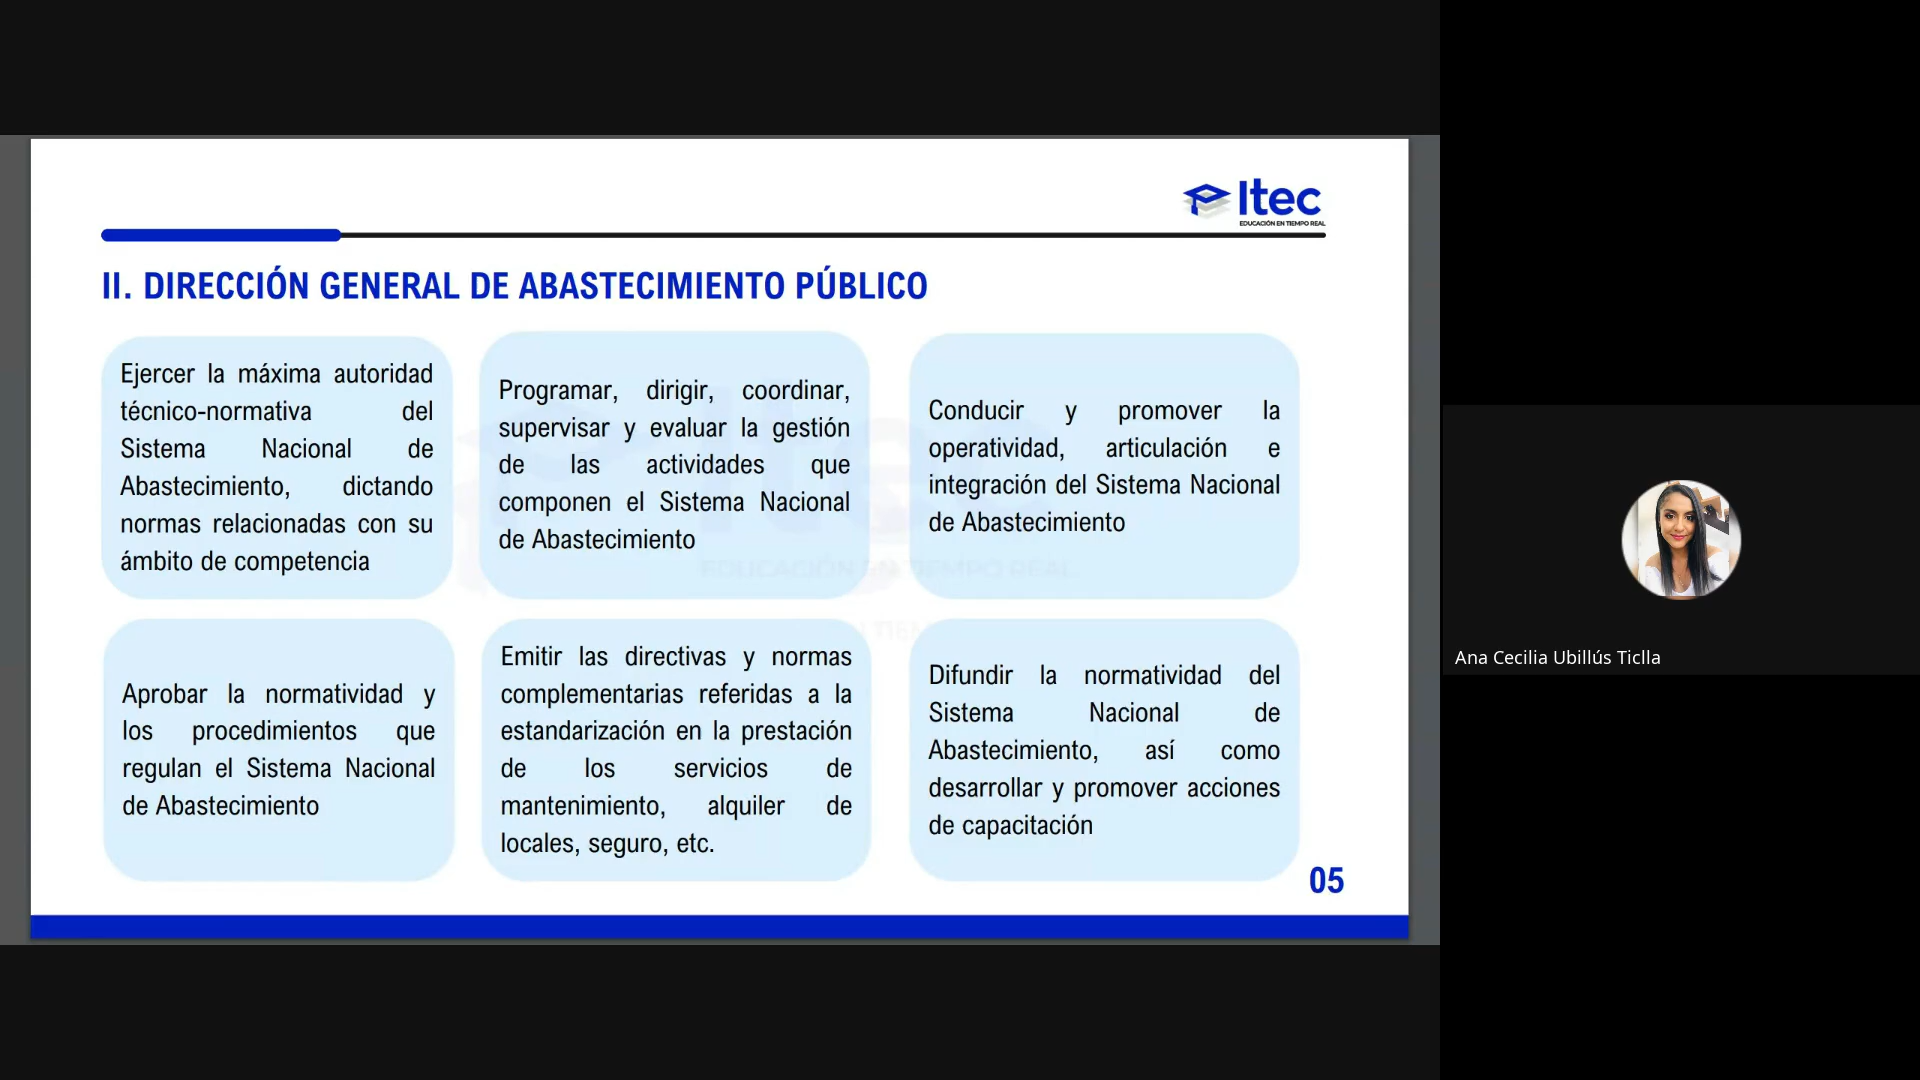 Itec
EDUCACIÓN EN TIEMPO REAL
II. DIRECCIÓN GENERAL DE ABASTECIMIENTO PÚBLICO
Ejercer la máxima autoridad
técnico-normativa del
Sistema Nacional de
Abastecimiento, dictando
normas relacionadas con su
ámbito de competencia
Programar, dirigir, coordinar,
supervisar y evaluar la gestión
de las actividades que
componen el Sistema Nacional
de Abastecimiento
Conducir y promover la
operatividad, articulación e
integración del Sistema Nacional
de Abastecimiento
Aprobar la normatividad y
los procedimientos que
regulan el Sistema Nacional
de Abastecimiento
Emitir las directivas y normas
complementarias referidas a la
estandarización en la prestación
de los servicios de
mantenimiento, alquiler de
locales, seguro, etc.
Difundir la normatividad del
Sistema Nacional de
Abastecimiento, así como
desarrollar y promover acciones
de capacitación
05
Itec
EDUCACIÓN EN TIEMPO REAL
Ana Cecilia Ubillús Ticlla